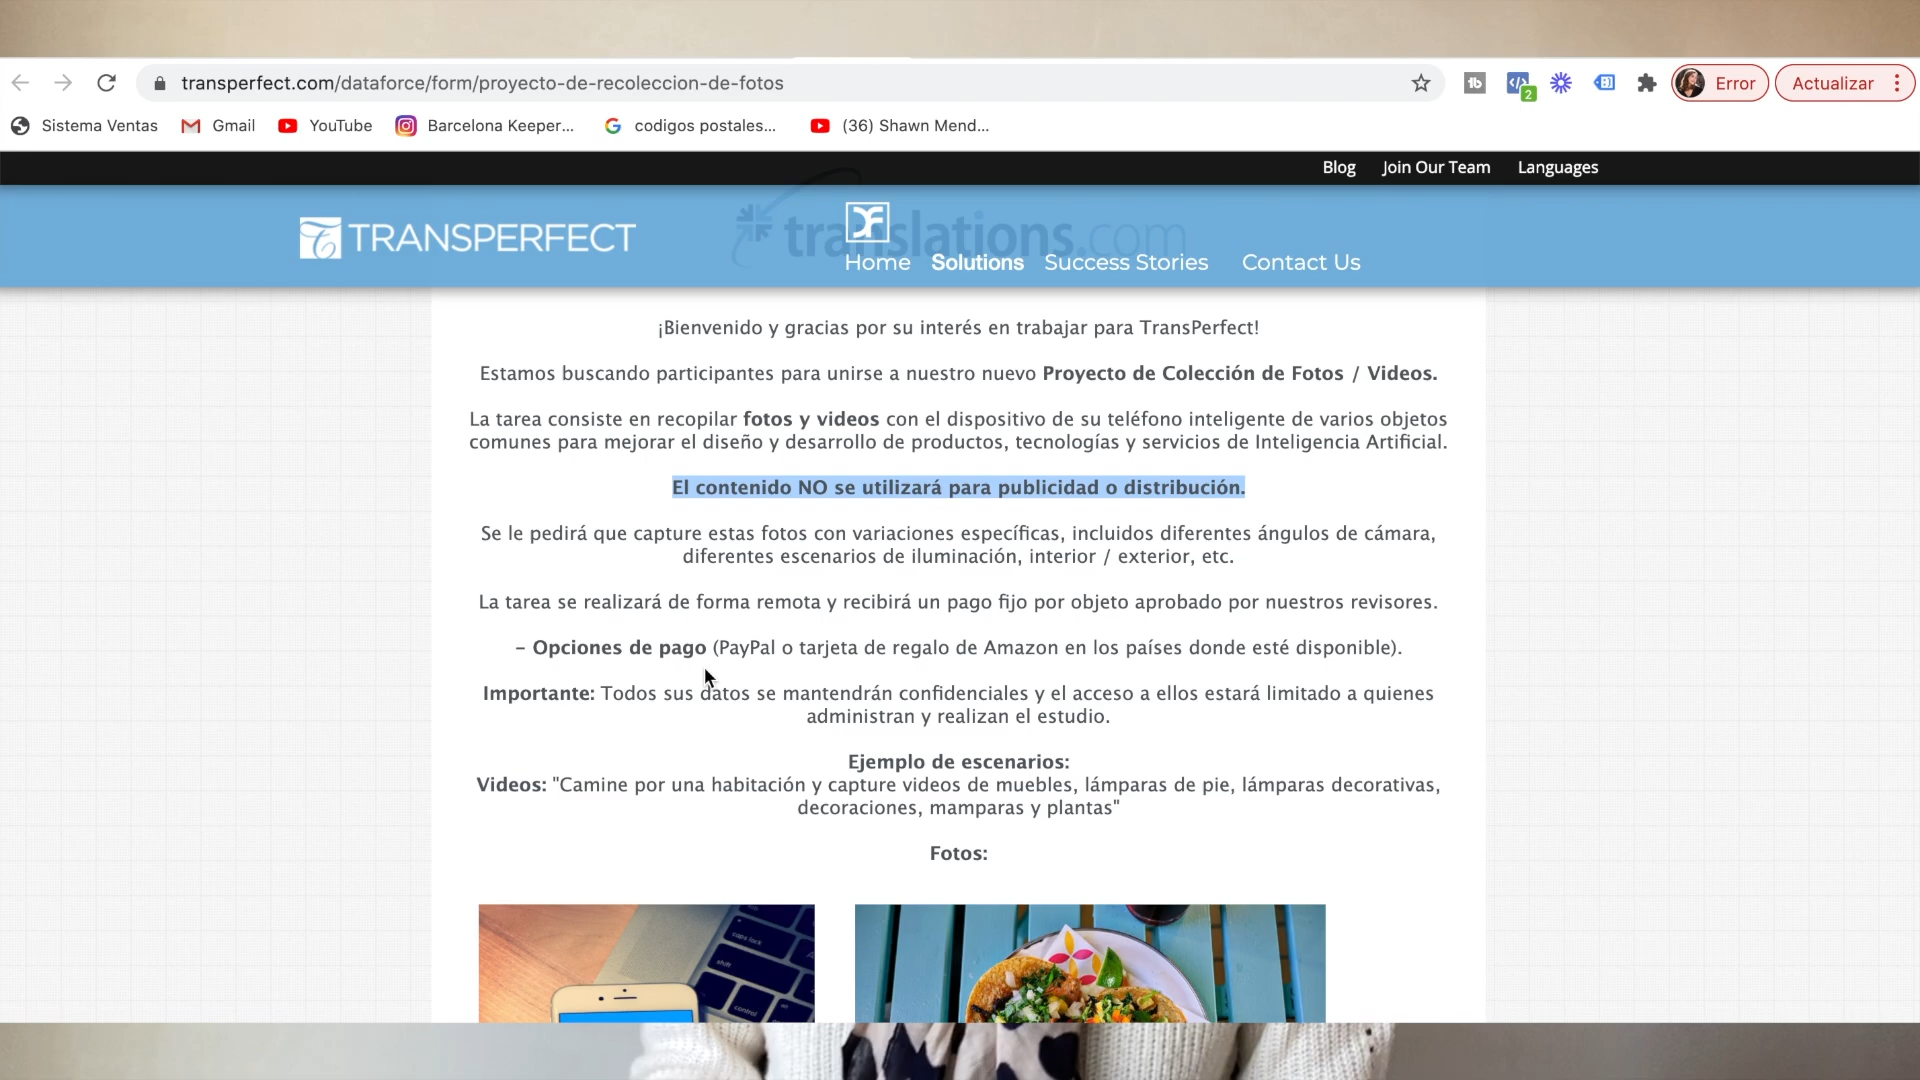 transperfect.com/dataforce/form/proyecto-de-recoleccion-de-fotos
2
Error
Actualizar
Sistema Ventas
Gmail
YouTube
Barcelona Keeper...
codigos postales...
(36) Shawn Mend...
Blog
Join Our Team
Languages
TRANSPERFECT
translations.com
Home
Solutions
Success Stories
Contact Us
¡Bienvenido y gracias por su interés en trabajar para TransPerfect!
Estamos buscando participantes para unirse a nuestro nuevo Proyecto de Colección de Fotos / Videos.
La tarea consiste en recopilar fotos y videos con el dispositivo de su teléfono inteligente de varios objetos
comunes para mejorar el diseño y desarrollo de productos, tecnologías y servicios de Inteligencia Artificial.
El contenido NO se utilizará para publicidad o distribución.
Se le pedirá que capture estas fotos con variaciones específicas, incluidos diferentes ángulos de cámara,
diferentes escenarios de iluminación, interior / exterior, etc.
La tarea se realizará de forma remota y recibirá un pago fijo por objeto aprobado por nuestros revisores.
– Opciones de pago (PayPal o tarjeta de regalo de Amazon en los países donde esté disponible).
Importante: Todos sus datos se mantendrán confidenciales y el acceso a ellos estará limitado a quienes
administran y realizan el estudio.
Ejemplo de escenarios:
Videos: "Camine por una habitación y capture videos de muebles, lámparas de pie, lámparas decorativas,
decoraciones, mamparas y plantas"
Fotos:
caps lock
shift
control